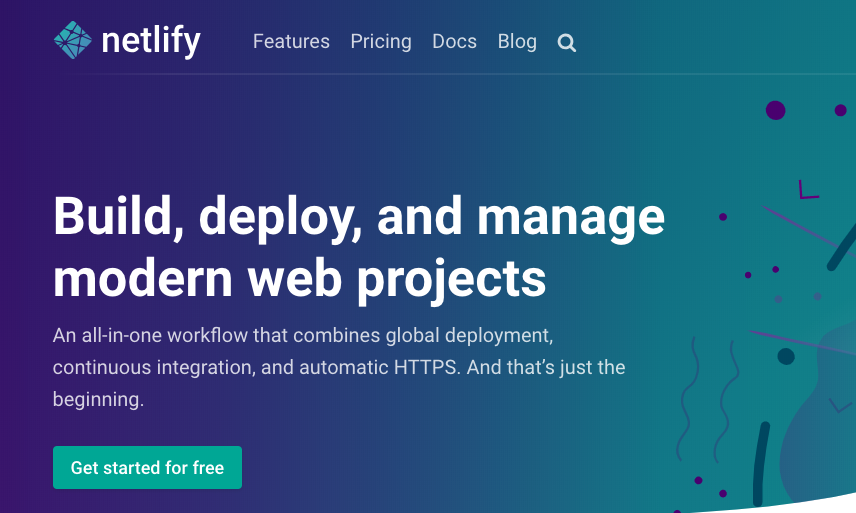 netlify Features Pricing Docs Blog
Build, deploy, and manage
modern web projects
An all-in-one workflow that combines global deployment,
continuous integration, and automatic HTTPS. And that’s just the
beginning.
Get started for free